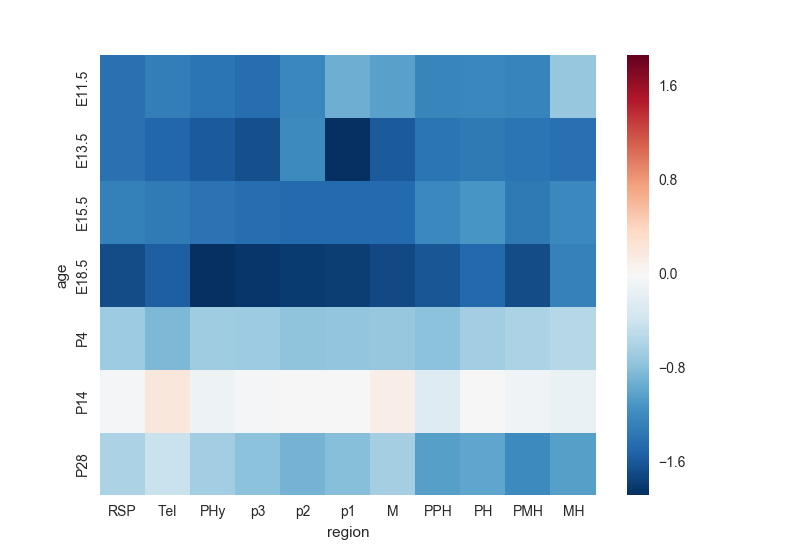 E11.5
E13.5
E15.5
E18.5
P4
P14
P28
age
RSP Tel PHy p3 p2 p1 M PPH PH PMH MH
region
1.6
0.8
0.0
−0.8
−1.6